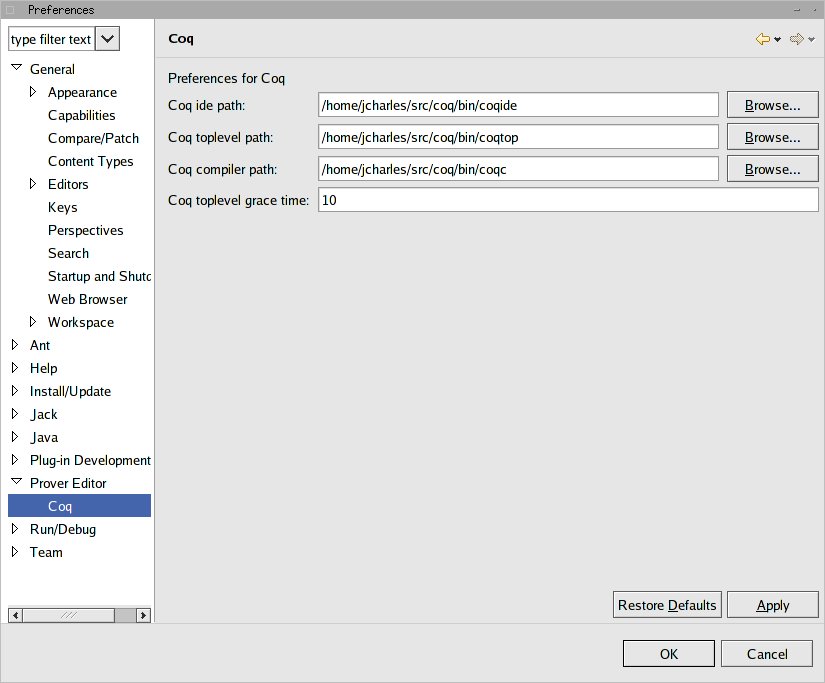 Preferences
type filter text
General
Appearance
Capabilities
Compare/Patch
Content Types
Editors
Keys
Perspectives
Search
Startup and Shutd
Web Browser
Workspace
Ant
Help
Install/Update
Jack
Java
Plug-in Development
Prover Editor
Coq
Run/Debug
Team
Coq
Preferences for Coq
Coq ide path: /home/jcharles/src/coq/bin/coqide Browse...
Coq toplevel path: /home/jcharles/src/coq/bin/coqtop Browse...
Coq compiler path: /home/jcharles/src/coq/bin/coqc Browse...
Coq toplevel grace time: 10
Restore Defaults Apply
OK Cancel